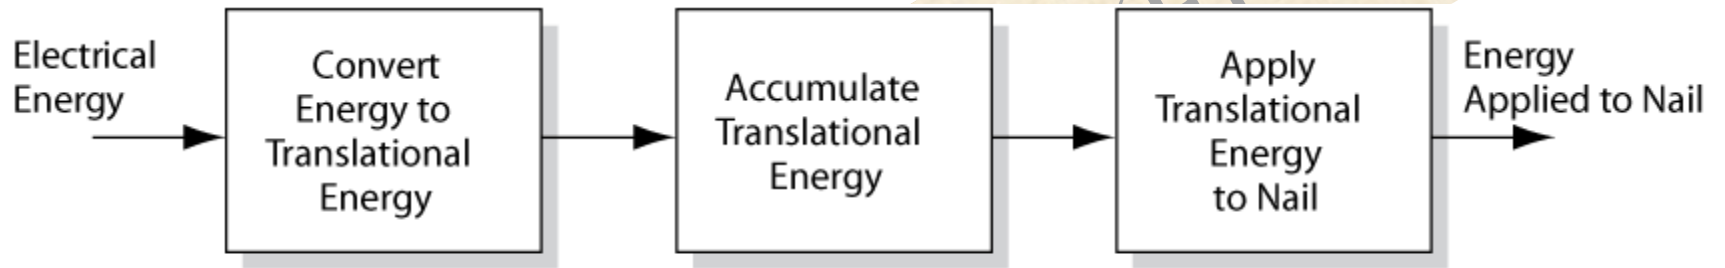 Electrical
Energy
Convert
Energy to
Translational
Energy
Accumulate
Translational
Energy
Apply
Translational
Energy
to Nail
Energy
Applied to Nail